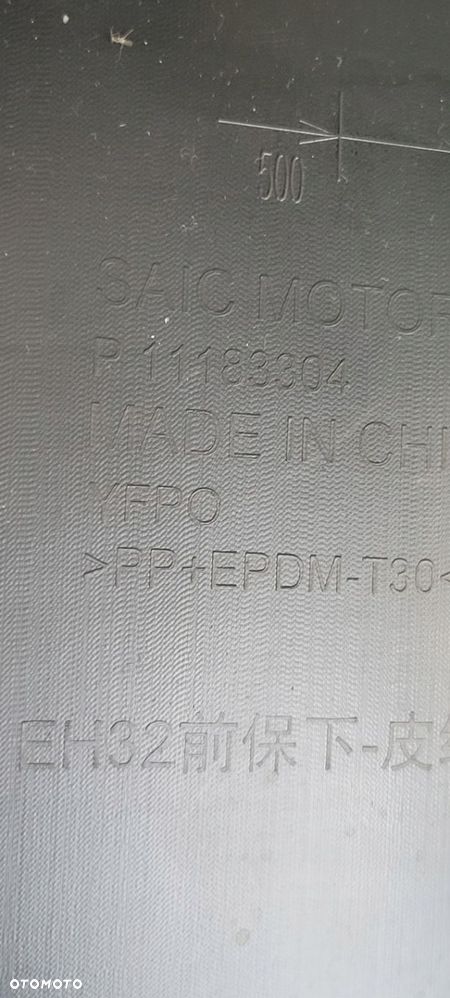 500
SAIC MOTOR
P 11183304
MADE IN CHI
YFPO
>PP+EPDM-T30<
EH32前保下-皮纹
OTOMOTO